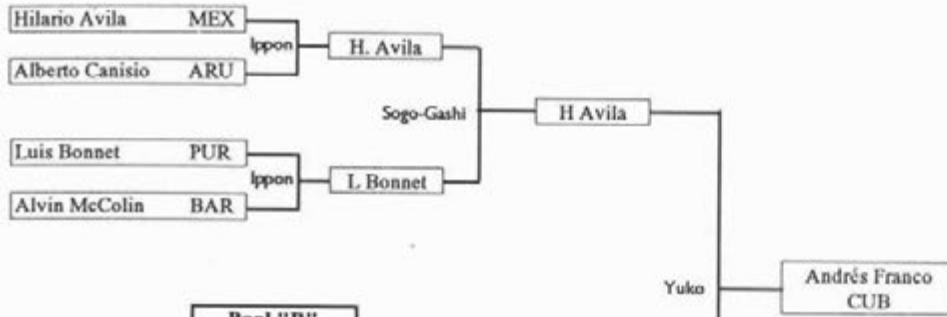 Hilario Avila MEX
Ippon
H. Avila
Alberto Canisio ARU
Sogo-Gashi
H Avila
Luis Bonnet PUR
Ippon
L Bonnet
Alvin McColin BAR
Yuko
Andrés Franco
CUB